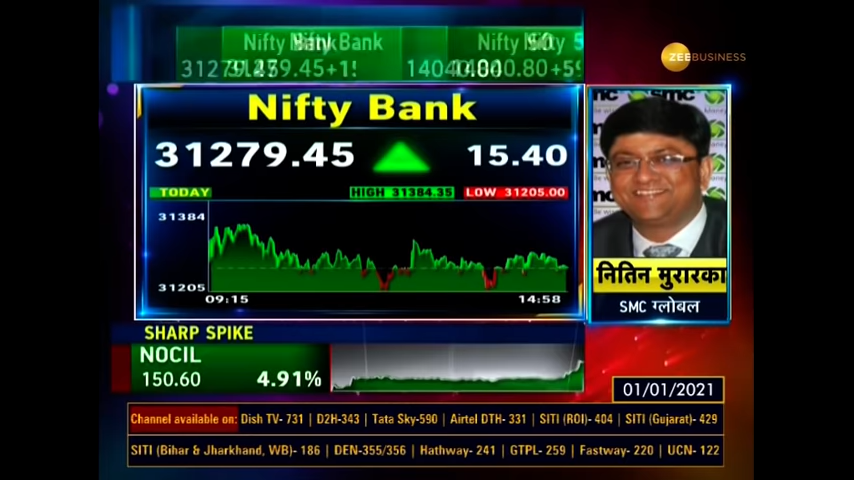 ZEE BUSINESS
Nifty Bank
31279.45 15.40
TODAY HIGH 31384.35 LOW 31205.00
31384
31205
09:15 14:58
smc
नितिन मुरारका
SMC ग्लोबल
SHARP SPIKE
NOCIL
150.60 4.91%
01/01/2021
Channel available on: Dish TV- 731 | D2H-343 | Tata Sky-590 | Airtel DTH- 331 | SITI (ROI)- 404 | SITI (Gujarat)- 429
SITI (Bihar & Jharkhand, WB)- 186 | DEN-355/356 | Hathway- 241 | GTPL- 259 | Fastway- 220 | UCN- 122